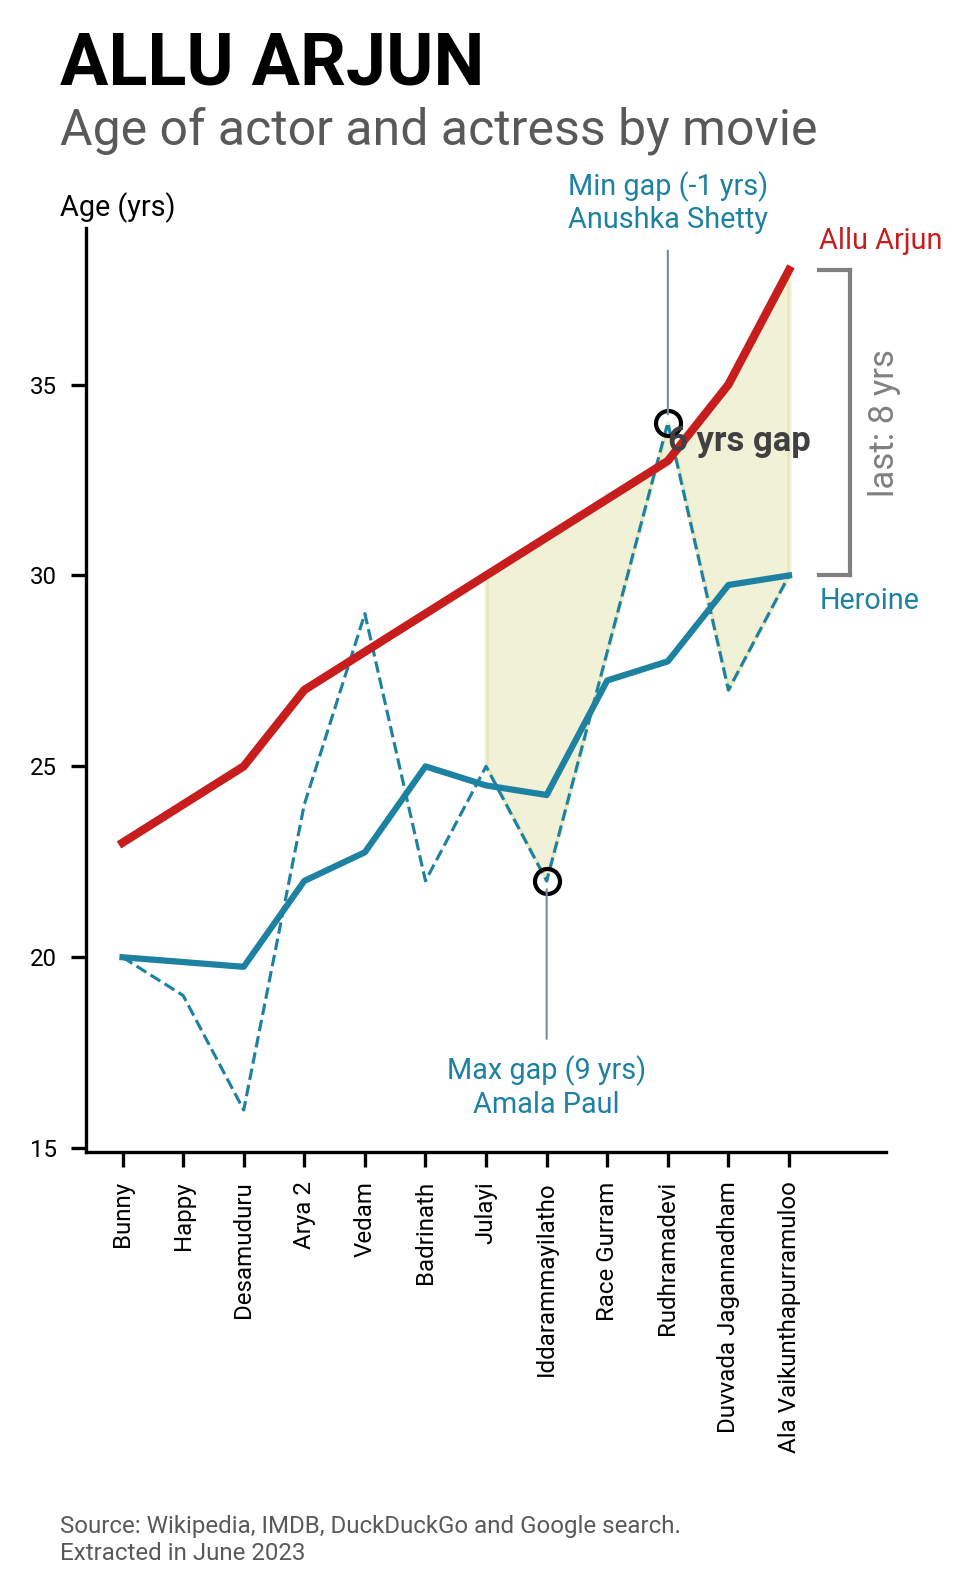 ALLU ARJUN
Age of actor and actress by movie
Min gap (-1 yrs)
Anushka Shetty
Age (yrs)
Allu Arjun
35
6 yrs gap
last: 8 yrs
30
Heroine
25
20
Max gap (9 yrs)
Amala Paul
15
Bunny
Happy
Desamuduru
Arya 2
Vedam
Badrinath
Julayi
Iddarammayilatho
Race Gurram
Rudhramadevi
Duvvada Jagannadham
Ala Vaikunthapurramuloo
Source: Wikipedia, IMDB, DuckDuckGo and Google search.
Extracted in June 2023